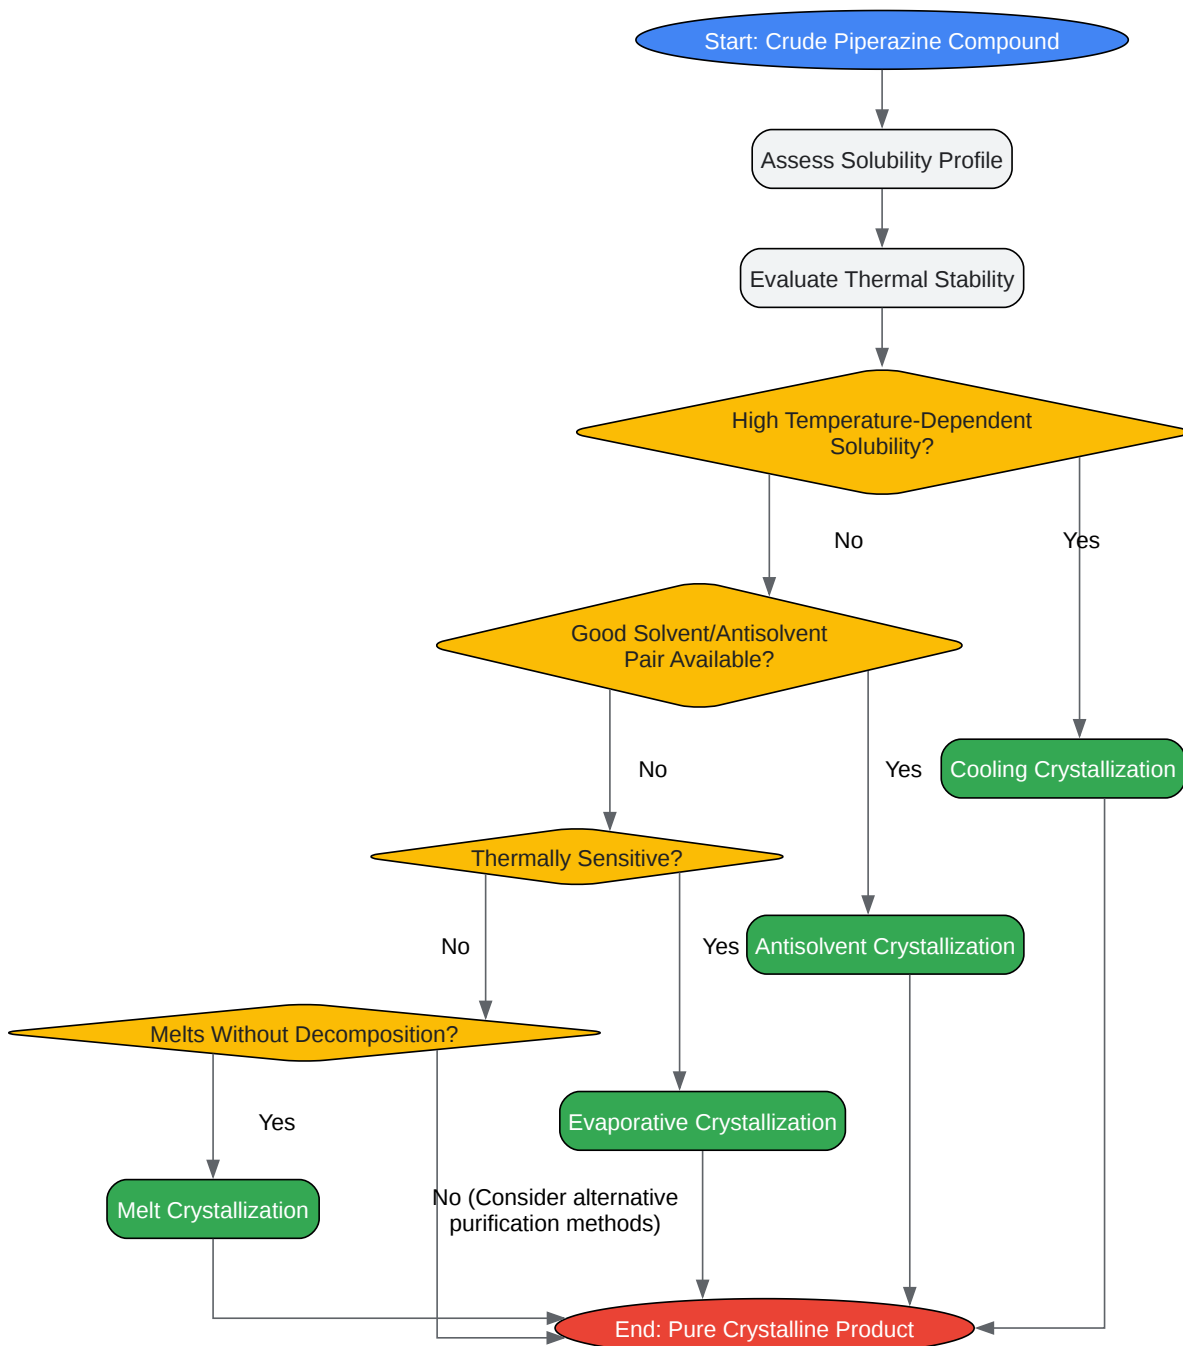 Start: Crude Piperazine Compound
Assess Solubility Profile
Evaluate Thermal Stability
High Temperature-Dependent
Solubility?
No
Yes
Good Solvent/Antisolvent
Pair Available?
No
Yes
Cooling Crystallization
Thermally Sensitive?
No
Yes
Antisolvent Crystallization
Melts Without Decomposition?
Yes
Evaporative Crystallization
No (Consider alternative
purification methods)
Melt Crystallization
End: Pure Crystalline Product